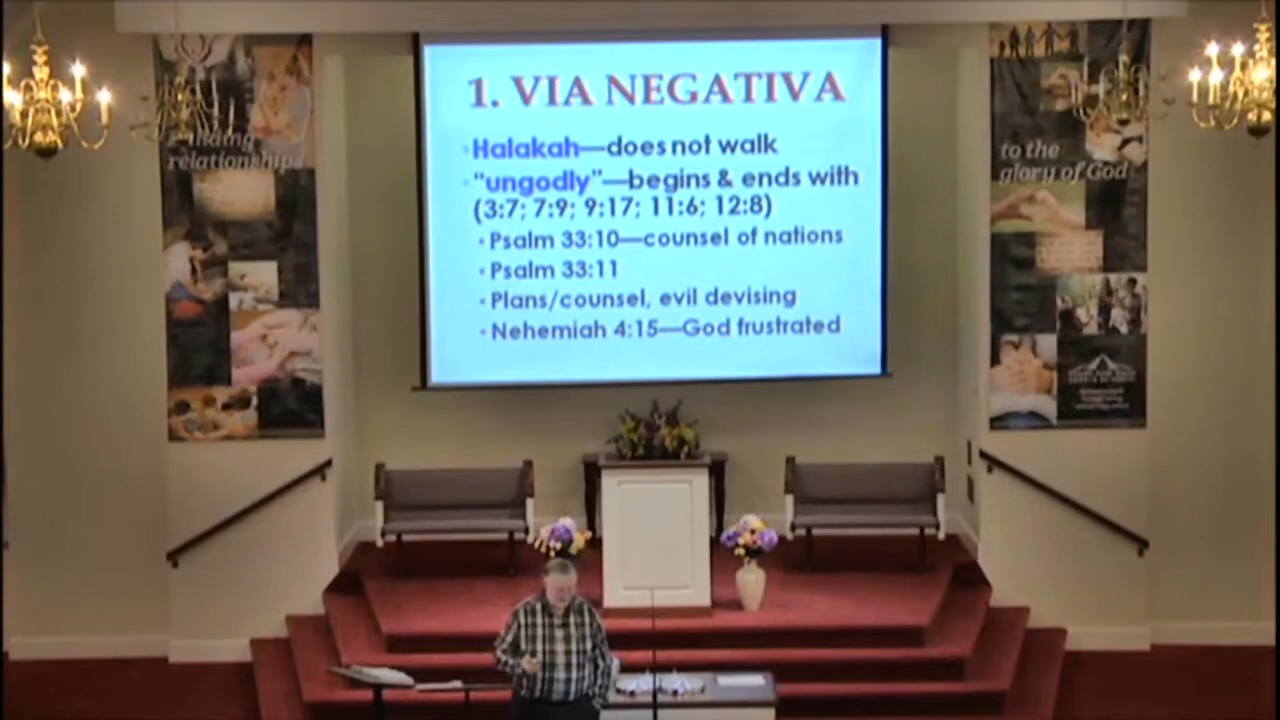 1. VIA NEGATIVA
Halakah—does not walk
"ungodly"—begins & ends with
(3:7; 7:9; 9:17; 11:6; 12:8)
Psalm 33:10—counsel of nations
Psalm 33:11
Plans/counsel, evil devising
Nehemiah 4:15—God frustrated
relationships
to the
glory of God